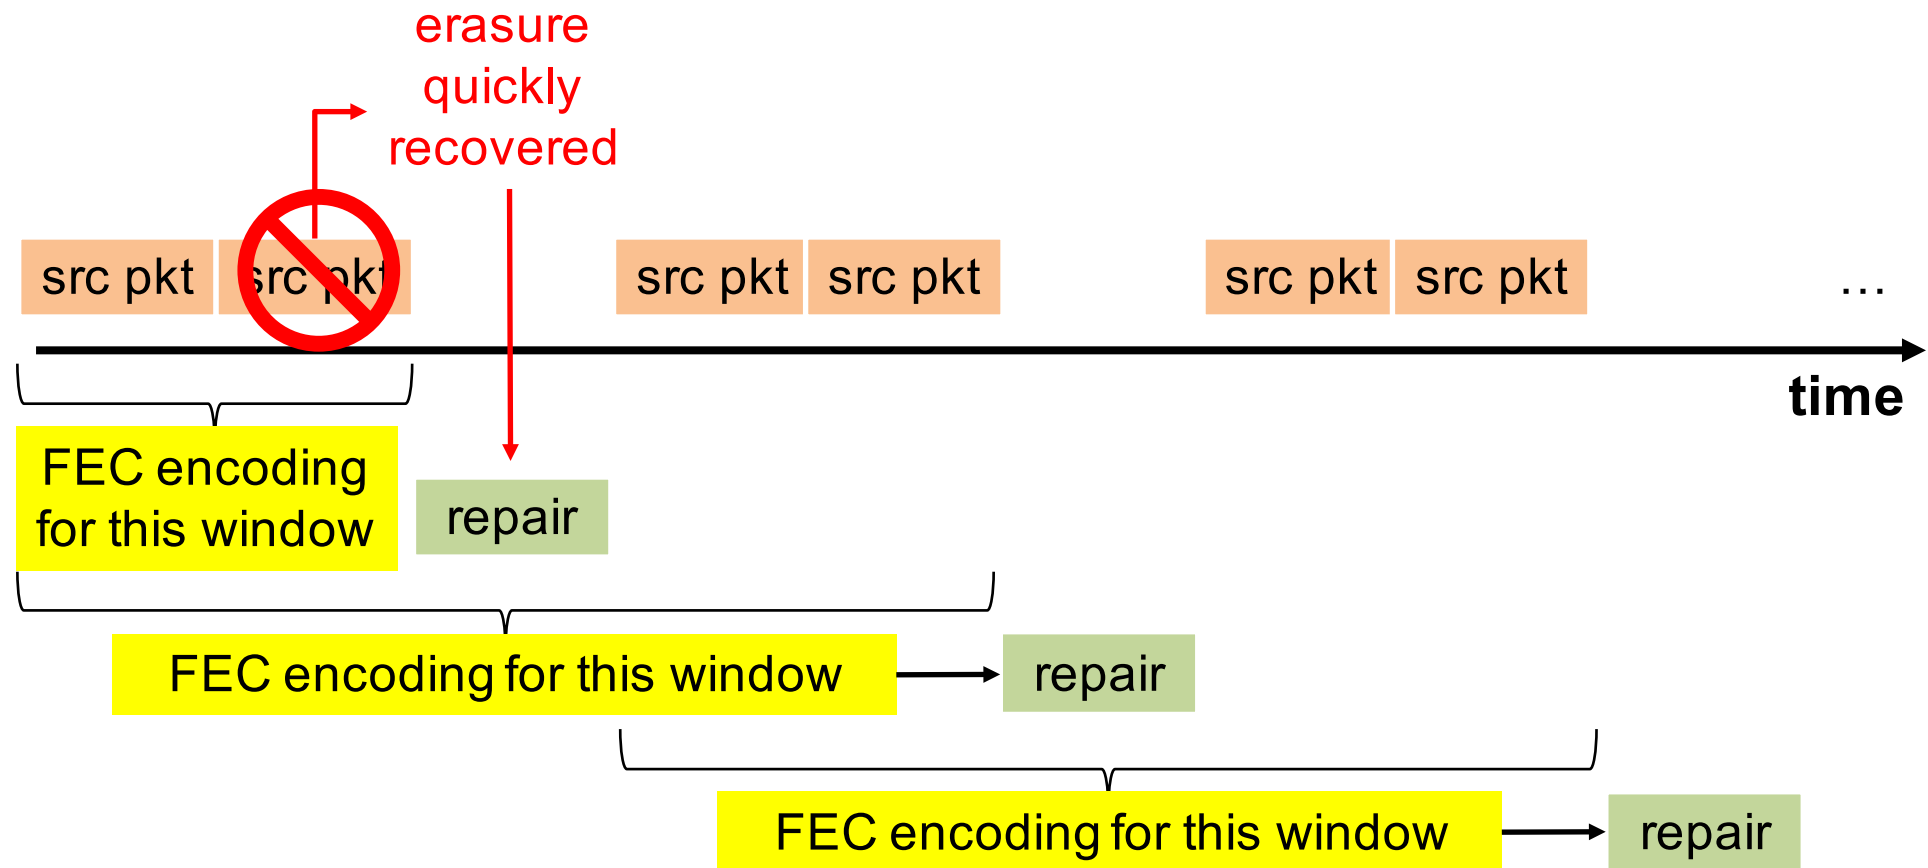 erasure
quickly
recovered
src pkt src pkt src pkt src pkt src pkt src pkt …
time
FEC encoding
for this window
repair
FEC encoding for this window repair
FEC encoding for this window repair